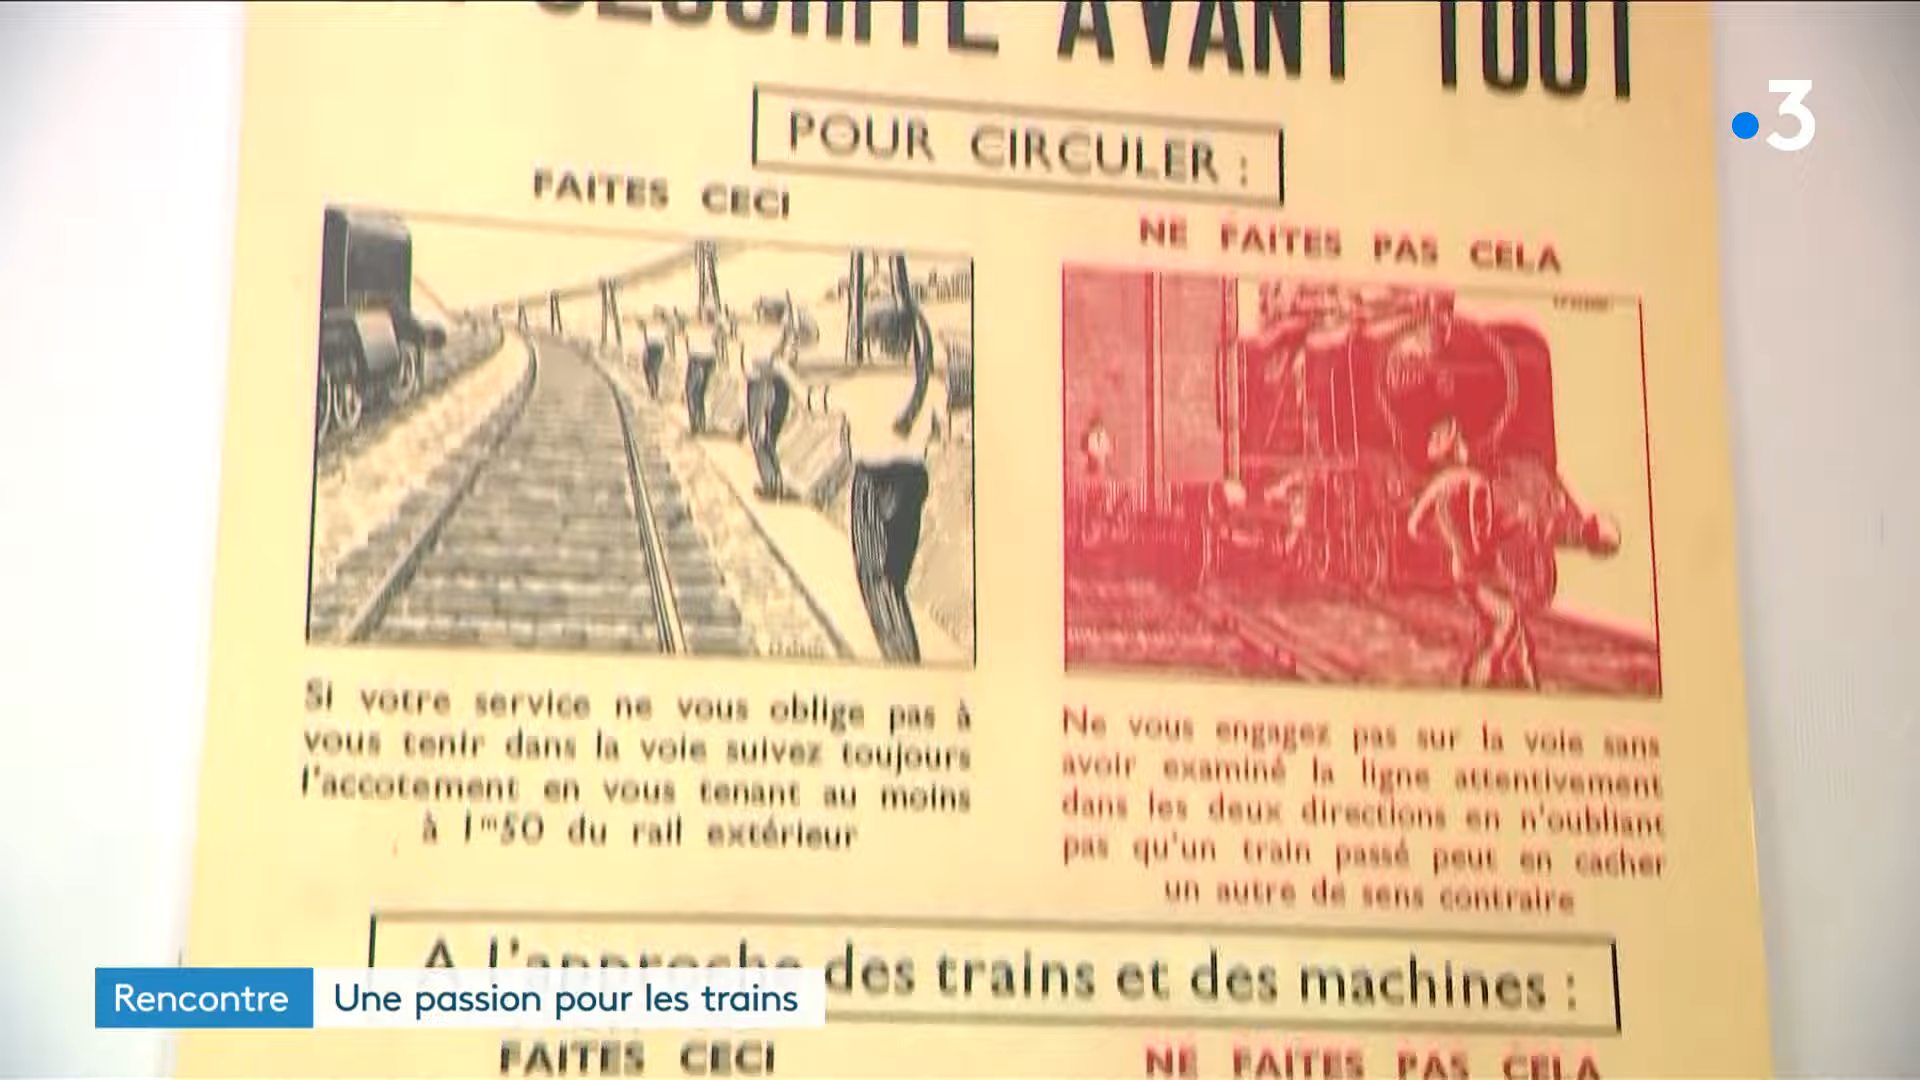 SÉCURITÉ AVANT TOUT
3
POUR CIRCULER :
FAITES CECI
NE FAITES PAS CELA
Si votre service ne vous oblige pas à
vous tenir dans la voie suivez toujours
l'accotement en vous tenant au moins
à 1ᵐ50 du rail extérieur
Ne vous engagez pas sur la voie sans
avoir examiné la ligne attentivement
dans les deux directions en n'oubliant
pas qu'un train passé peut en cacher
un autre de sens contraire
A l'approche des trains et des machines :
Rencontre
Une passion pour les trains
FAITES CECI
NE FAITES PAS CELA